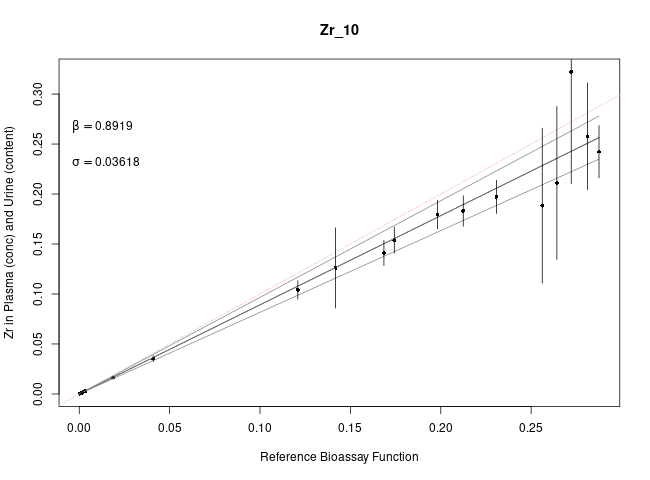 Zr_10
Zr in Plasma (conc) and Urine (content)
0.30
0.25
0.20
0.15
0.10
0.05
0.00
β = 0.8919
σ = 0.03618
0.00 0.05 0.10 0.15 0.20 0.25
Reference Bioassay Function